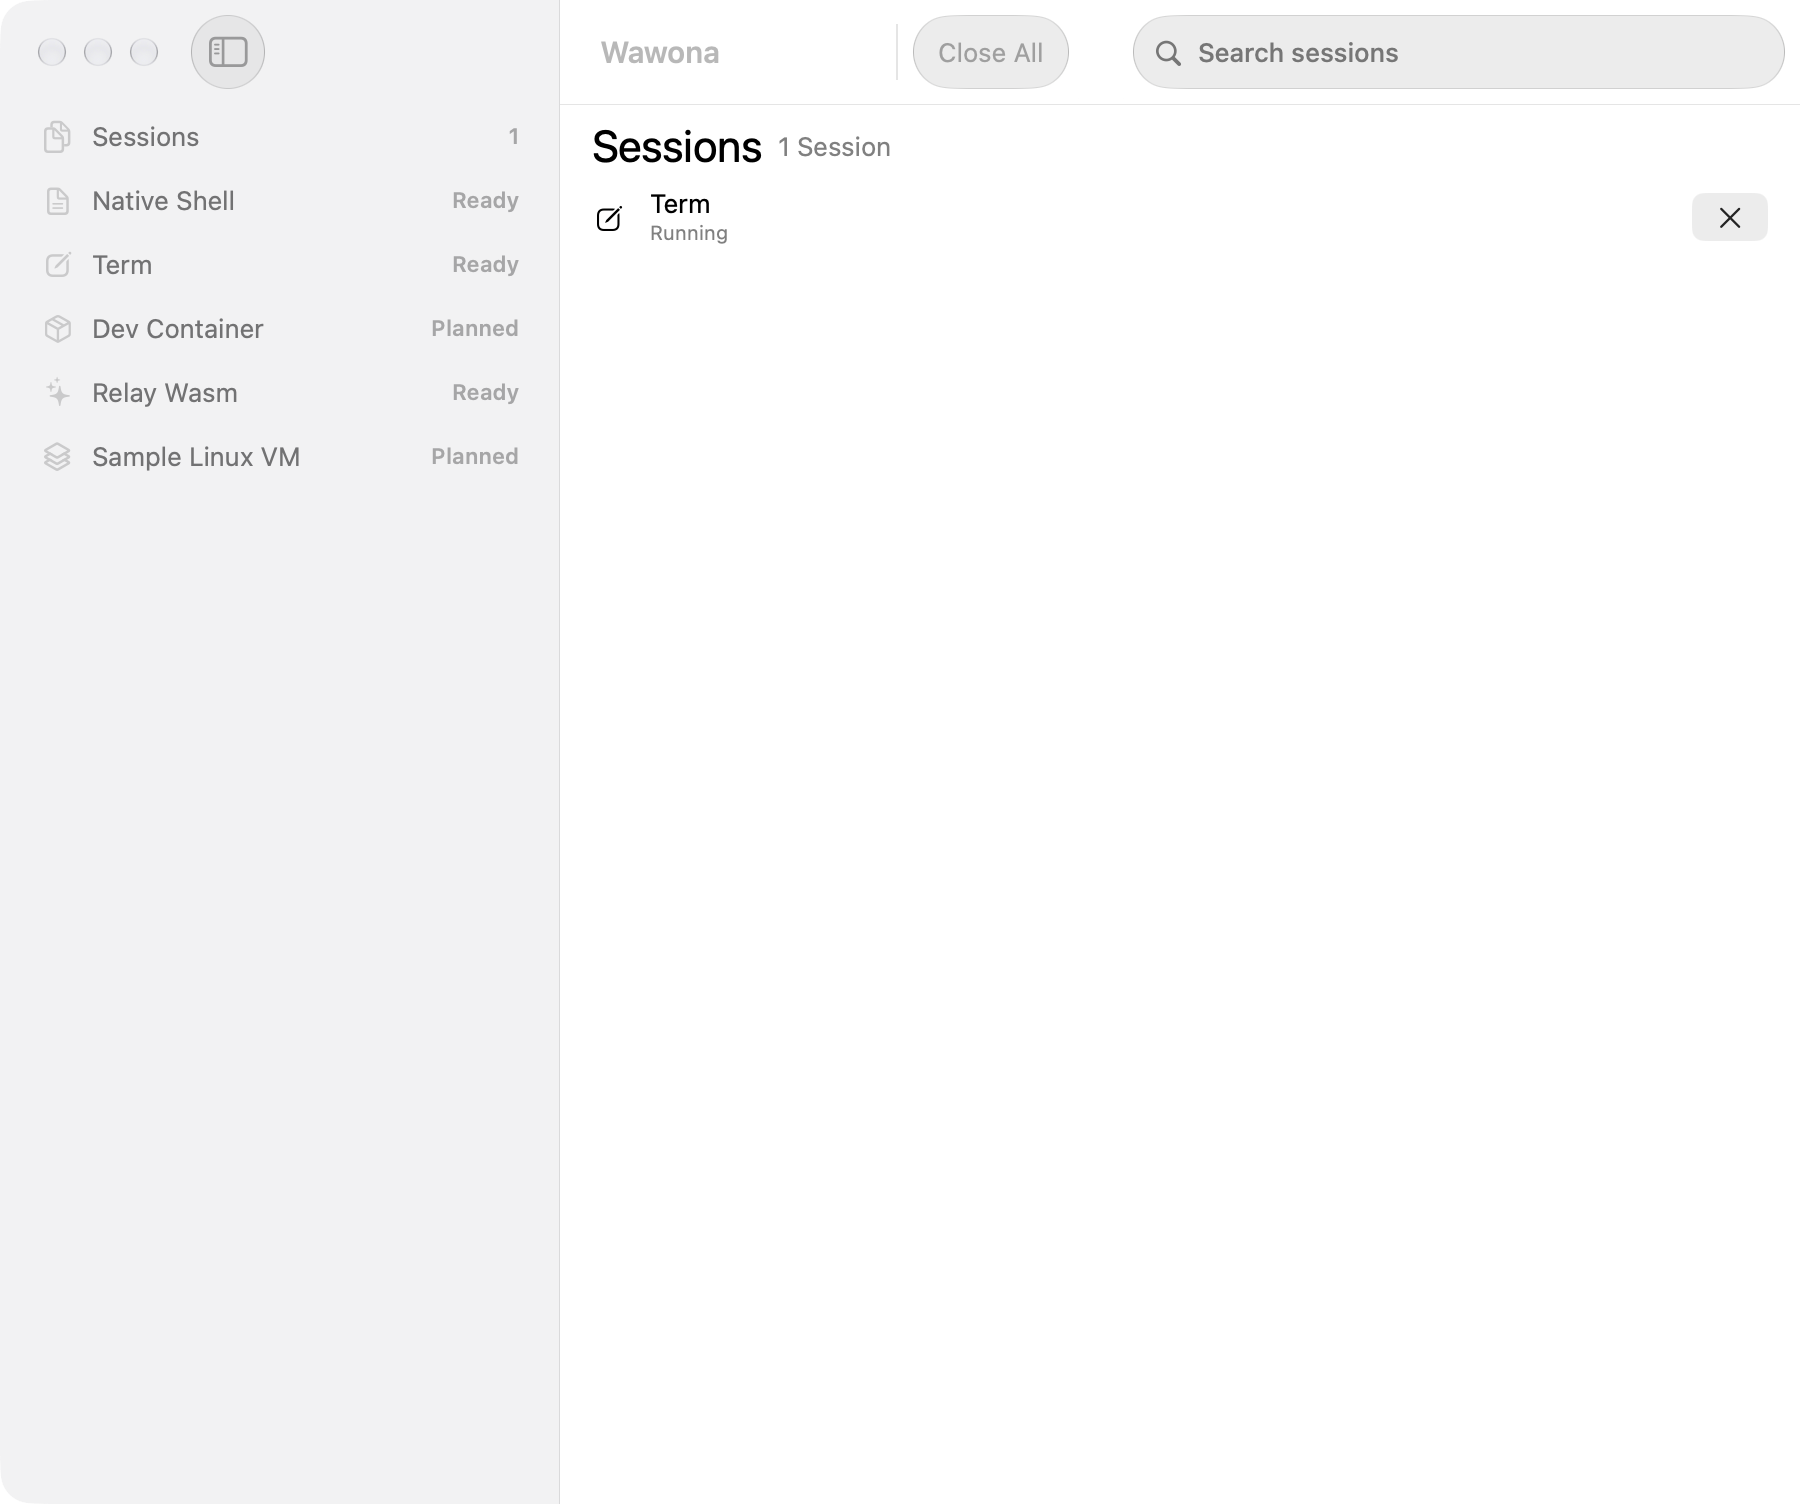 Wawona
Close All
Search sessions
Sessions 1
Native Shell Ready
Term Ready
Dev Container Planned
Relay Wasm Ready
Sample Linux VM Planned
Sessions 1 Session
Term
Running